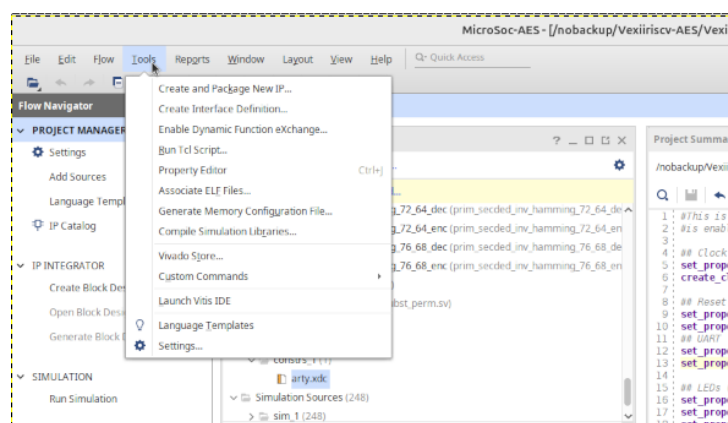 MicroSoc-AES - [/nobackup/Vexiiriscv-AES/Vexi
File Edit Flow Tools Reports Window Layout View Help Quick Access
Flow Navigator
PROJECT MANAGER
Settings
Add Sources
Language Templ
IP Catalog
IP INTEGRATOR
Create Block Des
Open Block Desi
Generate Block D
SIMULATION
Run Simulation
Create and Package New IP...
Create Interface Definition...
Enable Dynamic Function eXchange...
Run Tcl Script...
Property Editor Ctrl+J
Associate ELF Files...
Generate Memory Configuration File...
Compile Simulation Libraries...
Vivado Store...
Custom Commands
Launch Vitis IDE
Language Templates
Settings...
g_72_64_dec (prim_secded_inv_hamming_72_64_de
g_72_64_enc (prim_secded_inv_hamming_72_64_en
g_76_68_dec (prim_secded_inv_hamming_76_68_de
g_76_68_enc (prim_secded_inv_hamming_76_68_en
)
bst_perm.sv)
constrs_1 (1)
arty.xdc
Simulation Sources (248)
sim_1 (248)
Project Summa
/nobackup/Vexii
1 #This is
2 #is enab
3
4 ## Clock
5 set_prop
6 create_cl
7
8 ## Reset
9 set_prop
10 set_prop
11 ## UART
12 set_prop
13 set_prop
14
15 ## LEDs
16 set_prop
17 set_prop